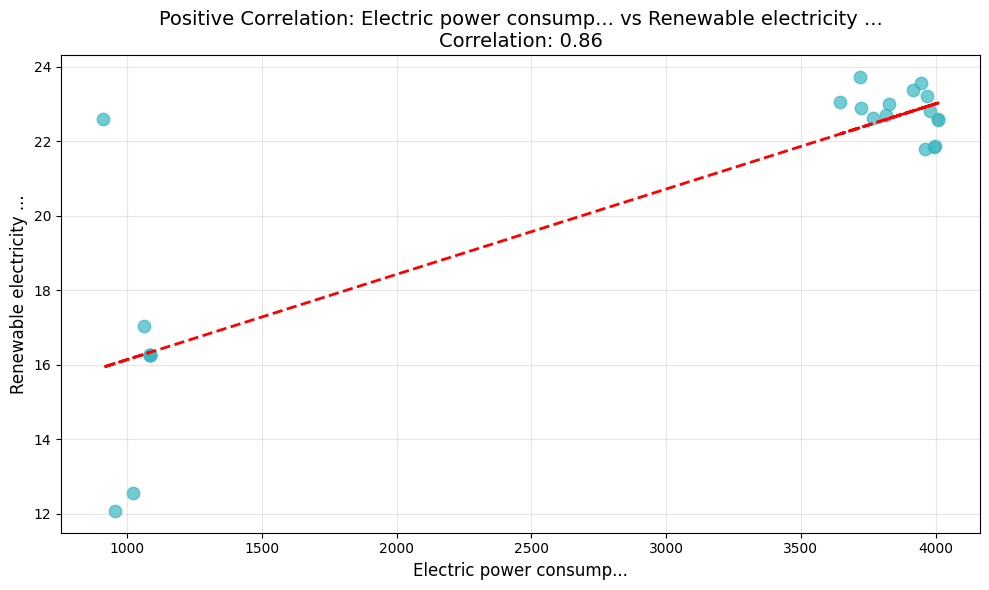 Positive Correlation: Electric power consump... vs Renewable electricity ...
Correlation: 0.86
24
22
20
18
16
14
12
Renewable electricity ...
1000 1500 2000 2500 3000 3500 4000
Electric power consump...